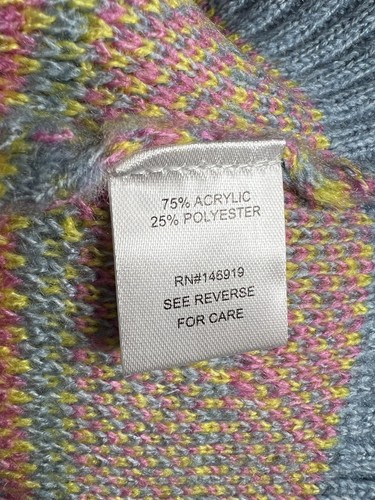 75% ACRYLIC
25% POLYESTER
RN#146919
SEE REVERSE
FOR CARE